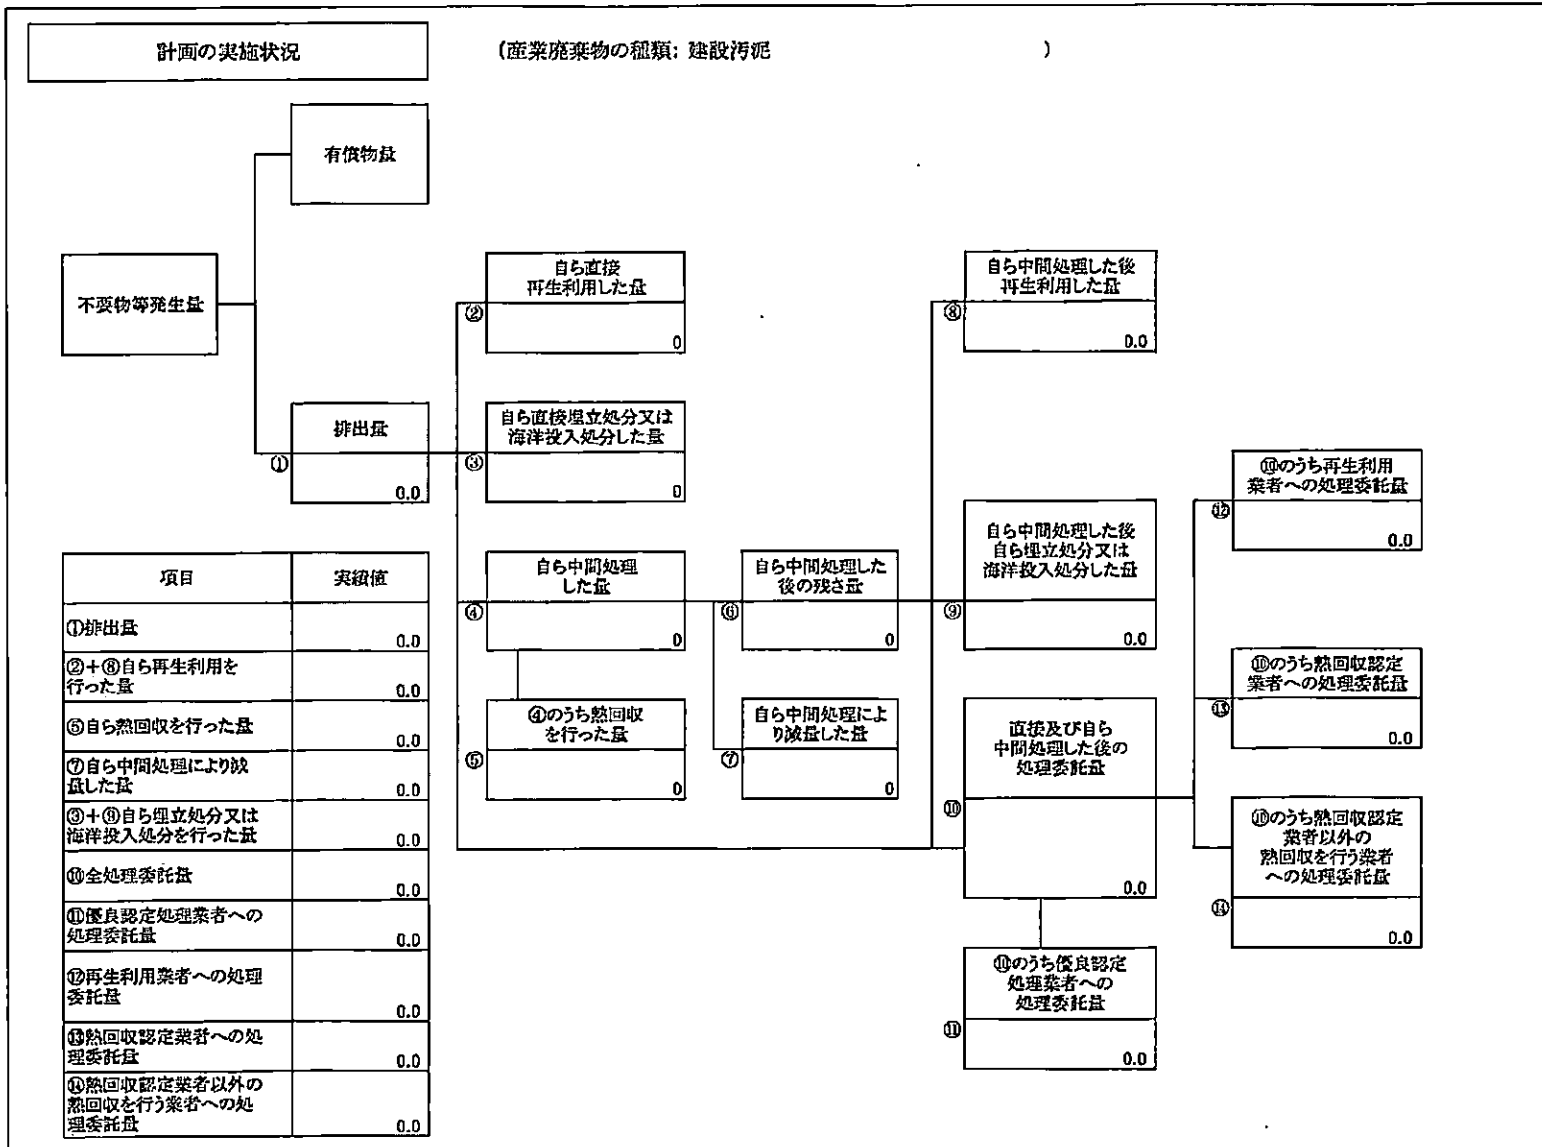 計画の実施状況
(産業廃棄物の種類: 建設汚泥 )
有償物量
不要物等発生量
排出量
①
0.0
自ら直接
再生利用した量
②
0
自ら直接埋立処分又は
海洋投入処分した量
③
0
自ら中間処理
した量
④
0
④のうち熱回収
を行った量
⑤
0
自ら中間処理した
後の残さ量
⑥
0
自ら中間処理によ
り減量した量
⑦
0
自ら中間処理した後
再生利用した量
⑧
0.0
自ら中間処理した後
自ら埋立処分又は
海洋投入処分した量
⑨
0.0
直接及び自ら
中間処理した後の
処理委託量
⑩
0.0
⑩のうち優良認定
処理業者への
処理委託量
⑪
0.0
⑩のうち再生利用
業者への処理委託量
⑫
0.0
⑩のうち熱回収認定
業者への処理委託量
⑬
0.0
⑩のうち熱回収認定
業者以外の
熱回収を行う業者
への処理委託量
⑭
0.0
項目 実績値
①排出量
0.0
②+⑧自ら再生利用を
行った量
0.0
⑤自ら熱回収を行った量
0.0
⑦自ら中間処理により減
量した量
0.0
③+⑨自ら埋立処分又は
海洋投入処分を行った量
0.0
⑩全処理委託量
0.0
⑪優良認定処理業者への
処理委託量
0.0
⑫再生利用業者への処理
委託量
0.0
⑬熱回収認定業者への処
理委託量
0.0
⑭熱回収認定業者以外の
熱回収を行う業者への処
理委託量
0.0